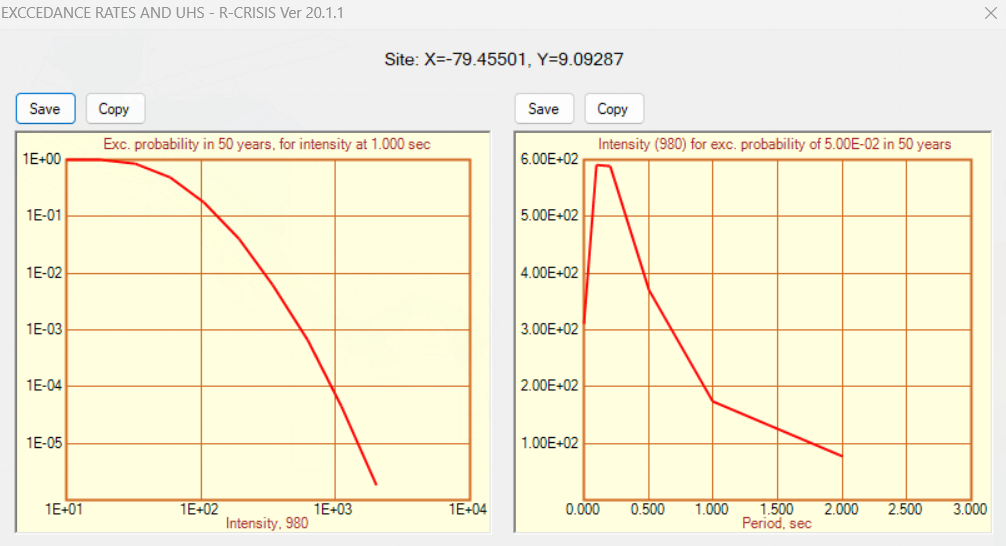 EXCCEDANCE RATES AND UHS - R-CRISIS Ver 20.1.1
Site: X=-79.45501, Y=9.09287
Save Copy
Exc. probability in 50 years, for intensity at 1.000 sec
1E+00
1E-01
1E-02
1E-03
1E-04
1E-05
1E+01 1E+02 1E+03 1E+04
Intensity, 980
Save Copy
Intensity (980) for exc. probability of 5.00E-02 in 50 years
6.00E+02
5.00E+02
4.00E+02
3.00E+02
2.00E+02
1.00E+02
0.000 0.500 1.000 1.500 2.000 2.500 3.000
Period, sec